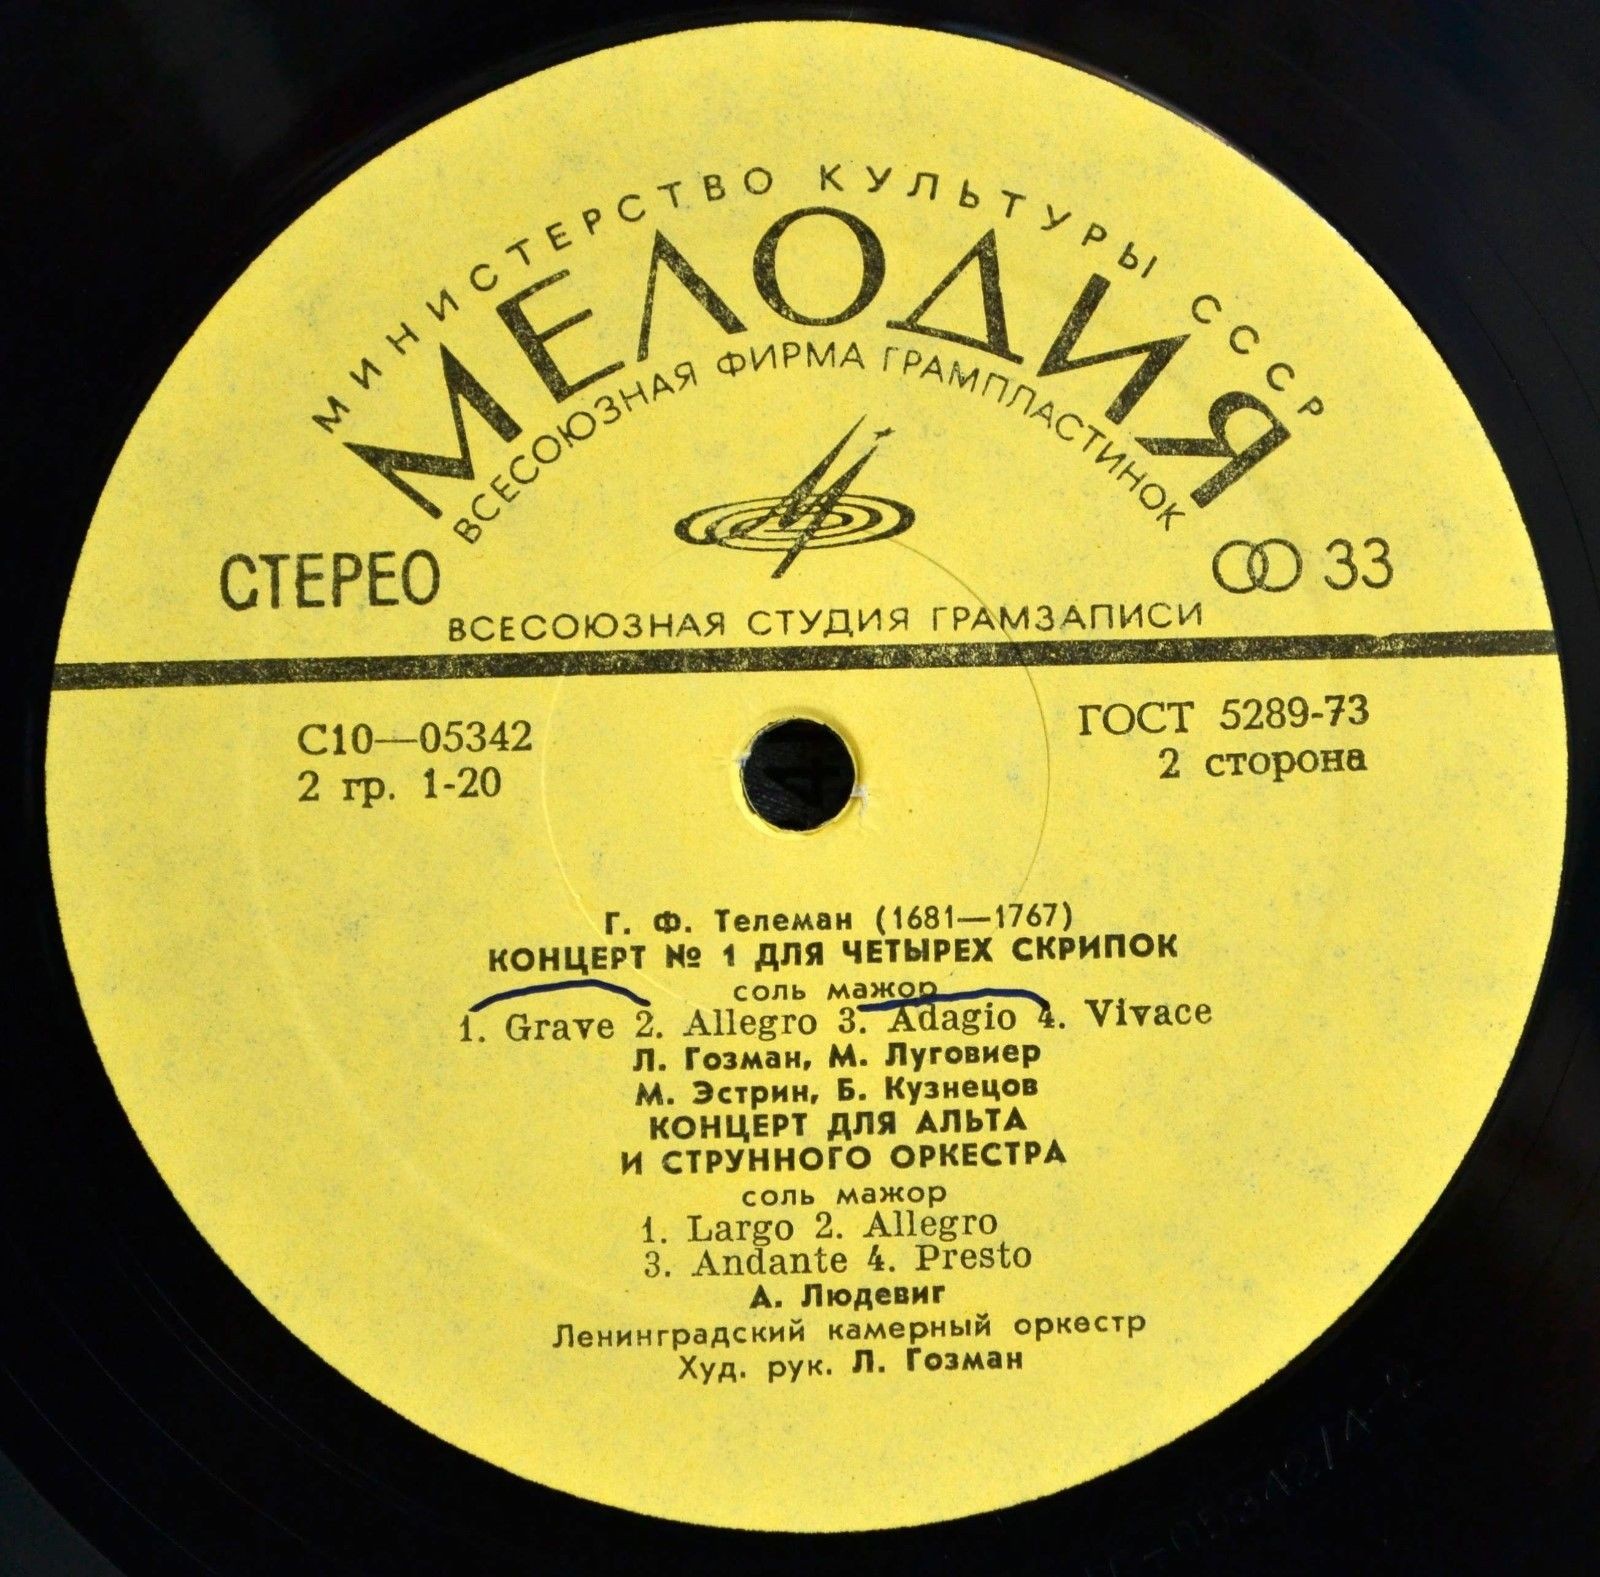 МИНИСТЕРСТВО КУЛЬТУРЫ СССР
МЕЛОДИЯ
ВСЕСОЮЗНАЯ ФИРМА ГРАМПЛАСТИНОК
СТЕРЕО
33
ВСЕСОЮЗНАЯ СТУДИЯ ГРАМЗАПИСИ
С10—05342
ГОСТ 5289-73
2 гр. 1-20
2 сторона
Г. Ф. Телеман (1681—1767)
КОНЦЕРТ № 1 ДЛЯ ЧЕТЫРЕХ СКРИПОК
соль мажор
1. Grave 2. Allegro 3. Adagio 4. Vivace
Л. Гозман, М. Луговиер
М. Эстрин, Б. Кузнецов
КОНЦЕРТ ДЛЯ АЛЬТА
И СТРУННОГО ОРКЕСТРА
соль мажор
1. Largo 2. Allegro
3. Andante 4. Presto
А. Людевиг
Ленинградский камерный оркестр
Худ. рук. Л. Гозман